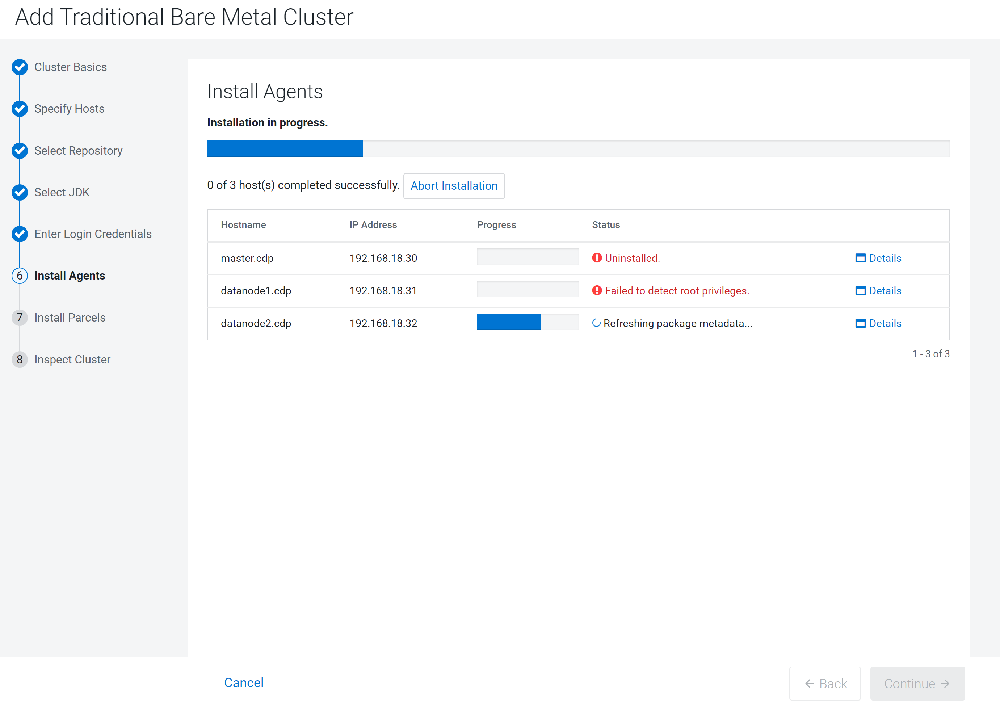 Add Traditional Bare Metal Cluster
Cluster Basics
Specify Hosts
Select Repository
Select JDK
Enter Login Credentials
6 Install Agents
7 Install Parcels
8 Inspect Cluster
Install Agents
Installation in progress.
0 of 3 host(s) completed successfully. Abort Installation
Hostname IP Address Progress Status
master.cdp 192.168.18.30 Uninstalled. Details
datanode1.cdp 192.168.18.31 Failed to detect root privileges. Details
datanode2.cdp 192.168.18.32 Refreshing package metadata... Details
1 - 3 of 3
Cancel ← Back Continue →